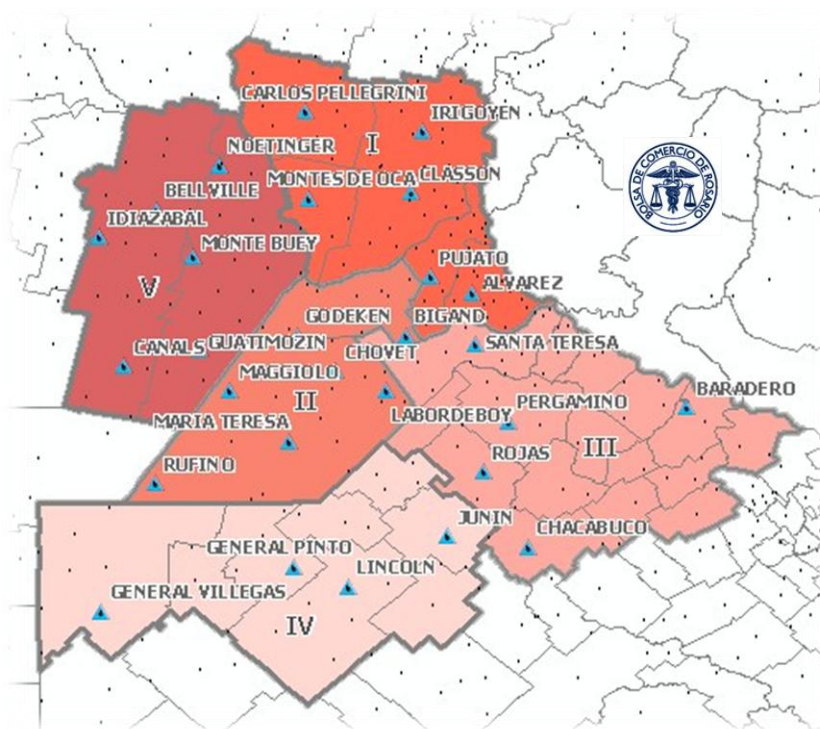 CARLOS PELLEGRINI
IRIGOYEN
I
NOETINGER
BELLVILLE
MONTES DE OCA
CLASSON
BOLSA DE COMERCIO DE ROSARIO
IDIAZABAL
MONTE BUEY
PUJATO
ALVAREZ
V
GODEKEN
BIGAND
CANALS
GUATIMOZIN
CHOVET
SANTA TERESA
MAGGIOLO
II
BARADERO
MARIA TERESA
LABORDEBOY
PERGAMINO
III
RUFINO
ROJAS
JUNIN
CHACABUCO
GENERAL PINTO
LINCOLN
GENERAL VILLEGAS
IV